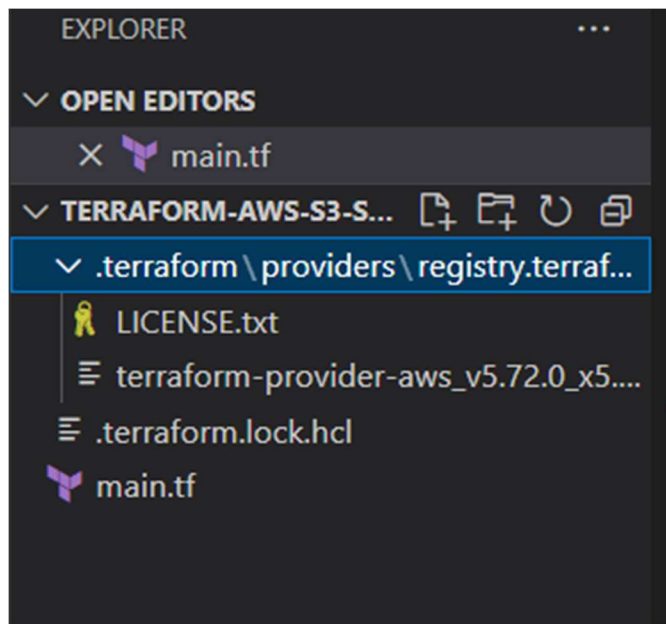 EXPLORER ...
OPEN EDITORS
main.tf
TERRAFORM-AWS-S3-S...
.terraform\providers\registry.terraf...
LICENSE.txt
terraform-provider-aws_v5.72.0_x5....
.terraform.lock.hcl
main.tf